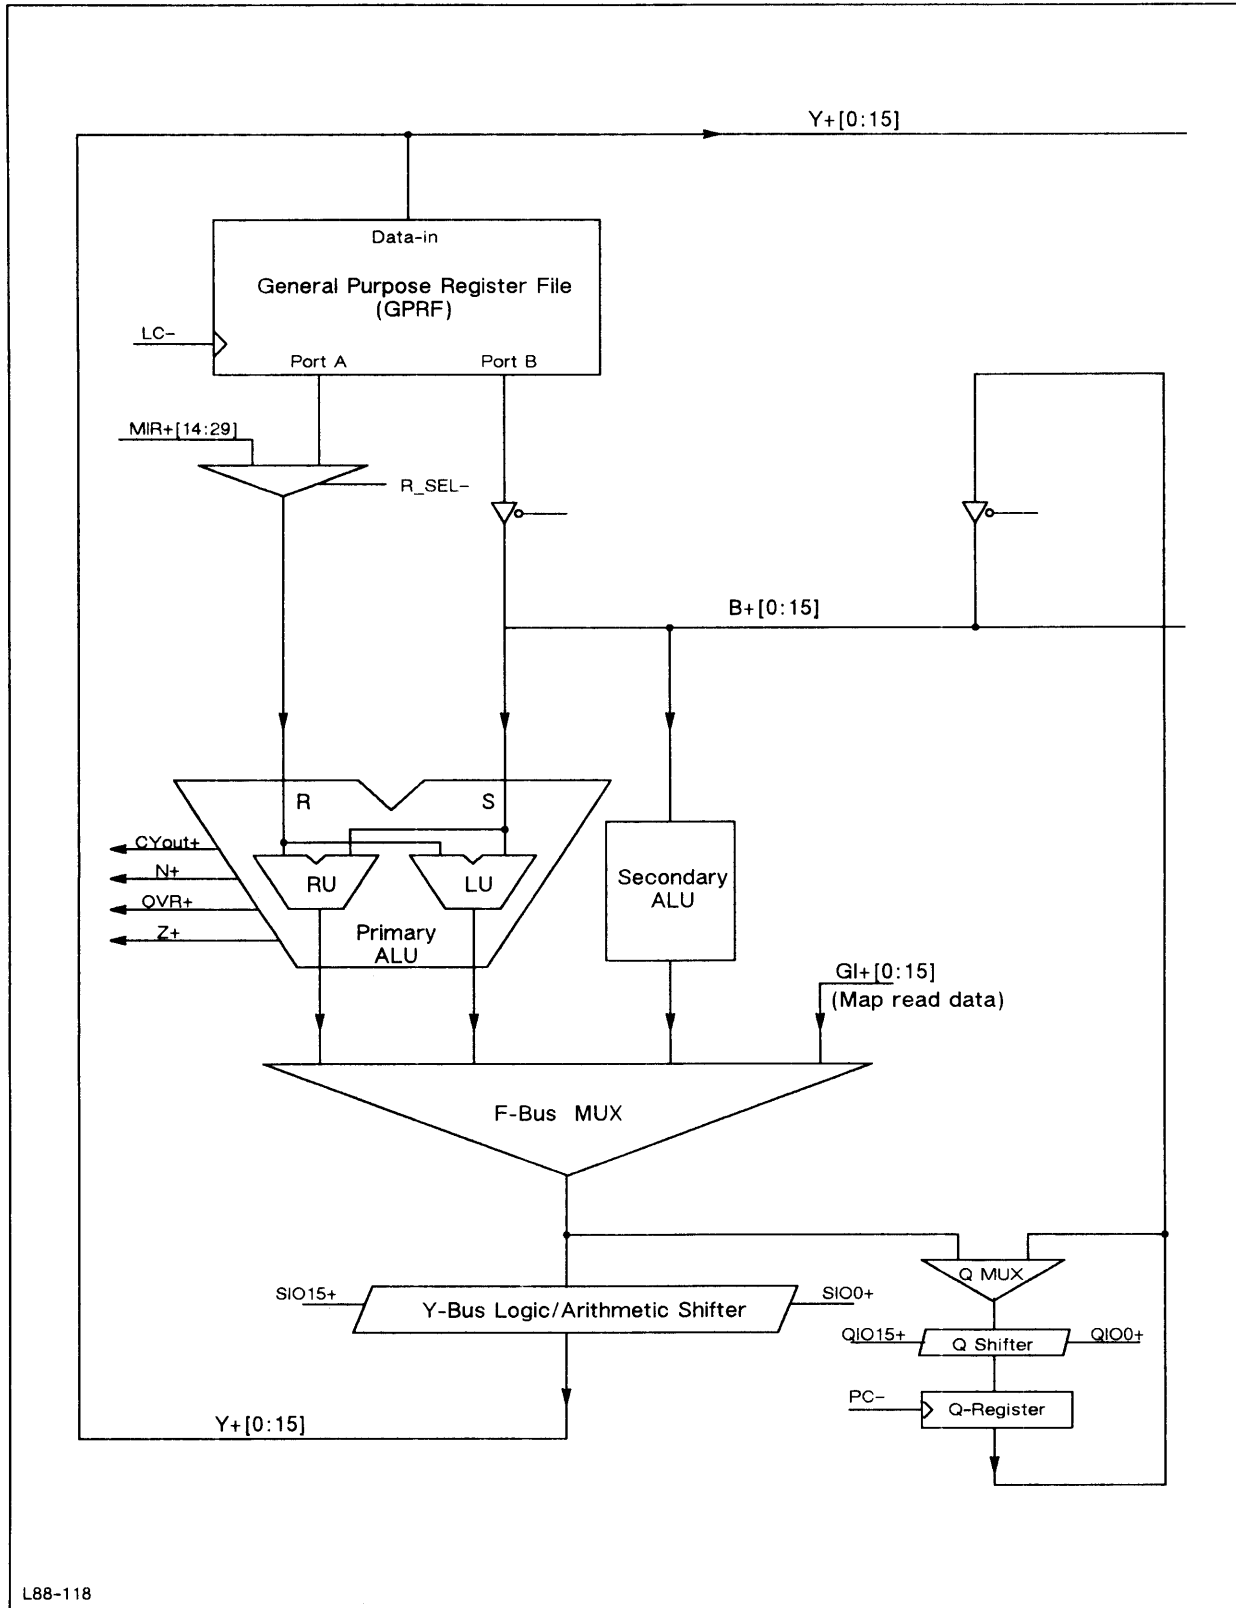 Y+[0:15]
Data-in
General Purpose Register File
(GPRF)
LC-
Port A
Port B
MIR+[14:29]
R_SEL-
B+[0:15]
R
S
CYout+
N+
OVR+
Z+
RU
LU
Primary
ALU
Secondary
ALU
GI+[0:15]
(Map read data)
F-Bus MUX
Q MUX
SIO15+
Y-Bus Logic/Arithmetic Shifter
SIO0+
QIO15+
Q Shifter
QIO0+
PC-
Q-Register
Y+[0:15]
L88-118